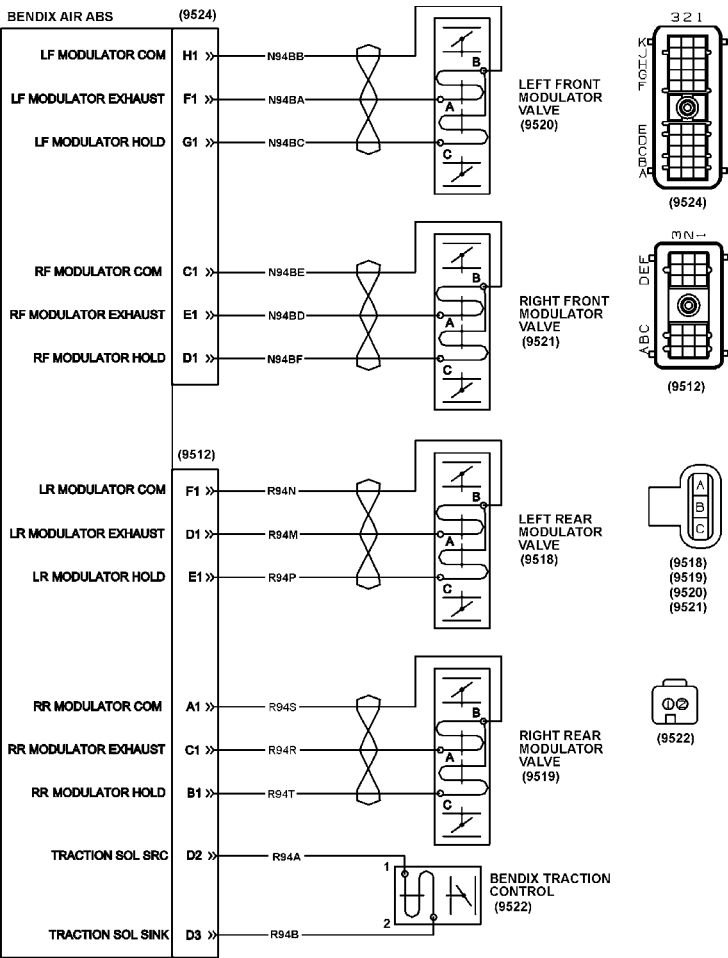 BENDIX AIR ABS (9524)
LF MODULATOR COM H1 N94BB
LF MODULATOR EXHAUST F1 N94BA
LF MODULATOR HOLD G1 N94BC
B
A
C
LEFT FRONT
MODULATOR
VALVE
(9520)
RF MODULATOR COM C1 N94BE
RF MODULATOR EXHAUST E1 N94BD
RF MODULATOR HOLD D1 N94BF
B
A
C
RIGHT FRONT
MODULATOR
VALVE
(9521)
(9512)
LR MODULATOR COM F1 R94N
LR MODULATOR EXHAUST D1 R94M
LR MODULATOR HOLD E1 R94P
B
A
C
LEFT REAR
MODULATOR
VALVE
(9518)
RR MODULATOR COM A1 R94S
RR MODULATOR EXHAUST C1 R94R
RR MODULATOR HOLD B1 R94T
B
A
C
RIGHT REAR
MODULATOR
VALVE
(9519)
TRACTION SOL SRC D2 R94A
1
TRACTION SOL SINK D3 R94B
2
BENDIX TRACTION
CONTROL
(9522)
3 2 1
K
J
H
G
F
E
D
C
B
A
(9524)
3 2 1
D E F
A B C
(9512)
A
B
C
(9518)
(9519)
(9520)
(9521)
1 2
(9522)